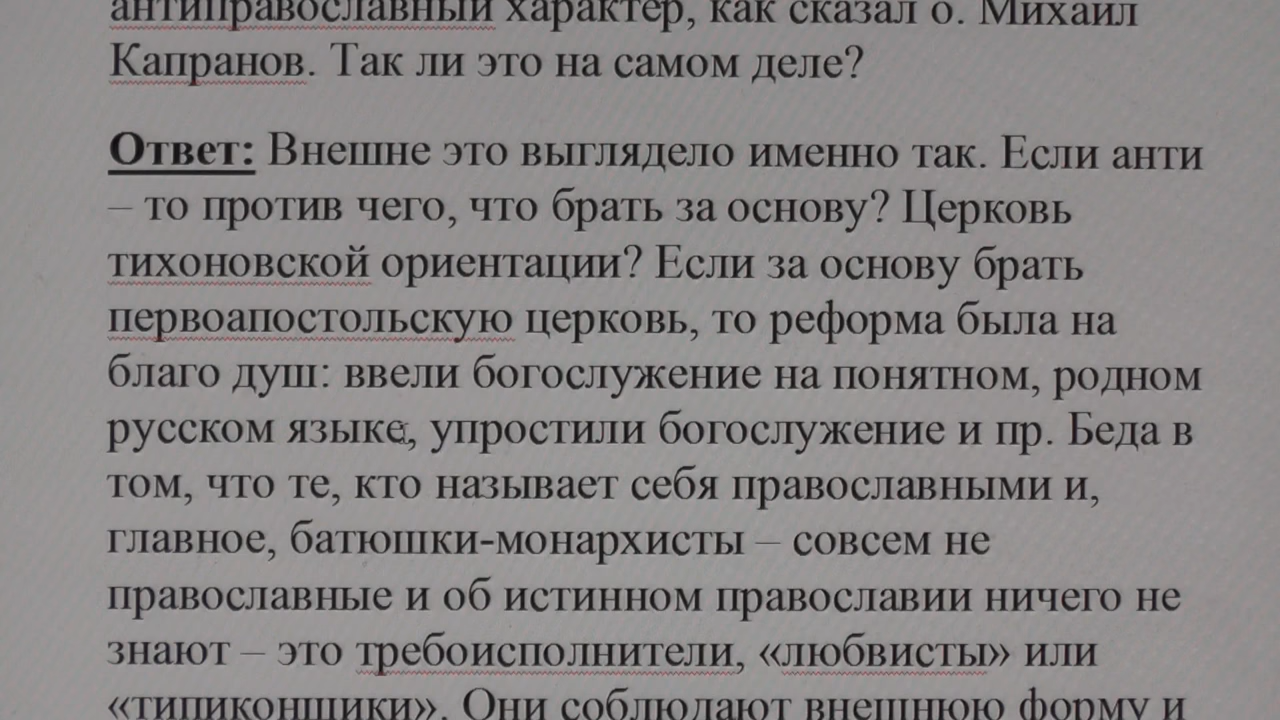 антиправославный характер, как сказал о. Михаил
Капранов. Так ли это на самом деле?
Ответ: Внешне это выглядело именно так. Если анти
– то против чего, что брать за основу? Церковь
тихоновской ориентации? Если за основу брать
первоапостольскую церковь, то реформа была на
благо душ: ввели богослужение на понятном, родном
русском языке, упростили богослужение и пр. Беда в
том, что те, кто называет себя православными и,
главное, батюшки-монархисты – совсем не
православные и об истинном православии ничего не
знают – это требоисполнители, «любвисты» или
«типиконщики». Они соблюдают внешнюю форму и